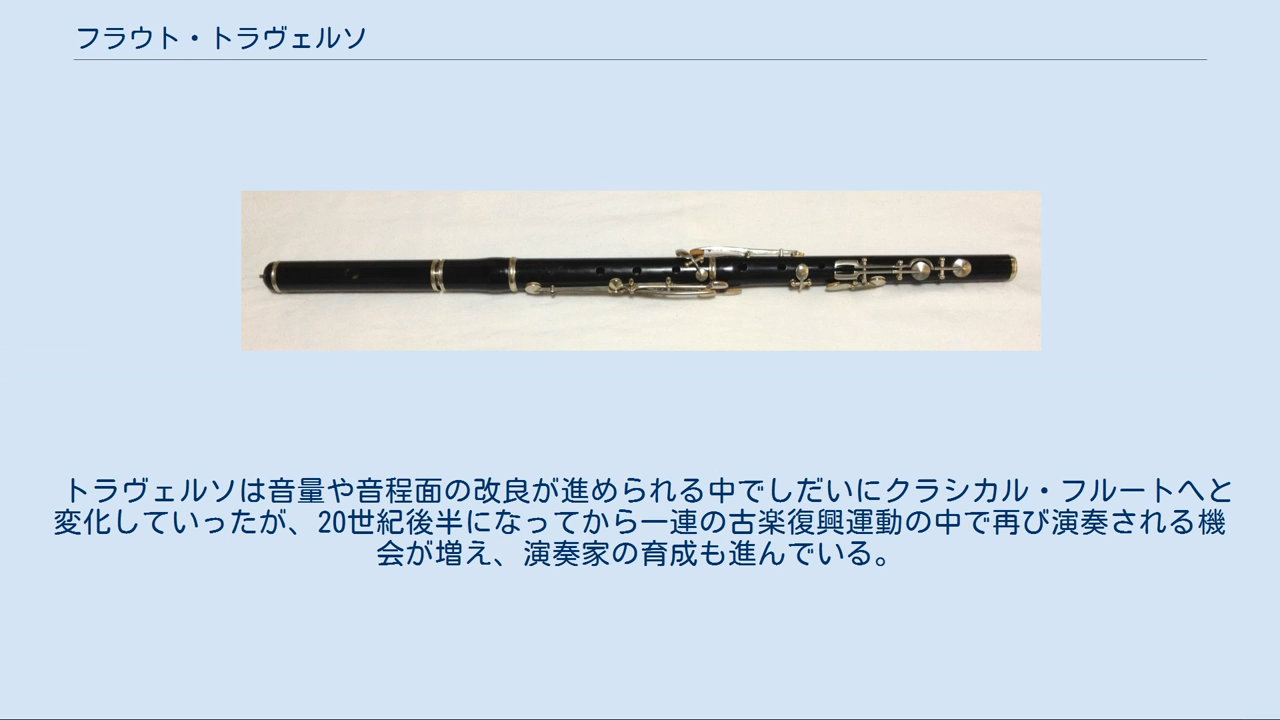 フラウト・トラヴェルソ
トラヴェルソは音量や音程面の改良が進められる中でしだいにクラシカル・フルートへと
変化していったが、20世紀後半になってから一連の古楽復興運動の中で再び演奏される機
会が増え、演奏家の育成も進んでいる。